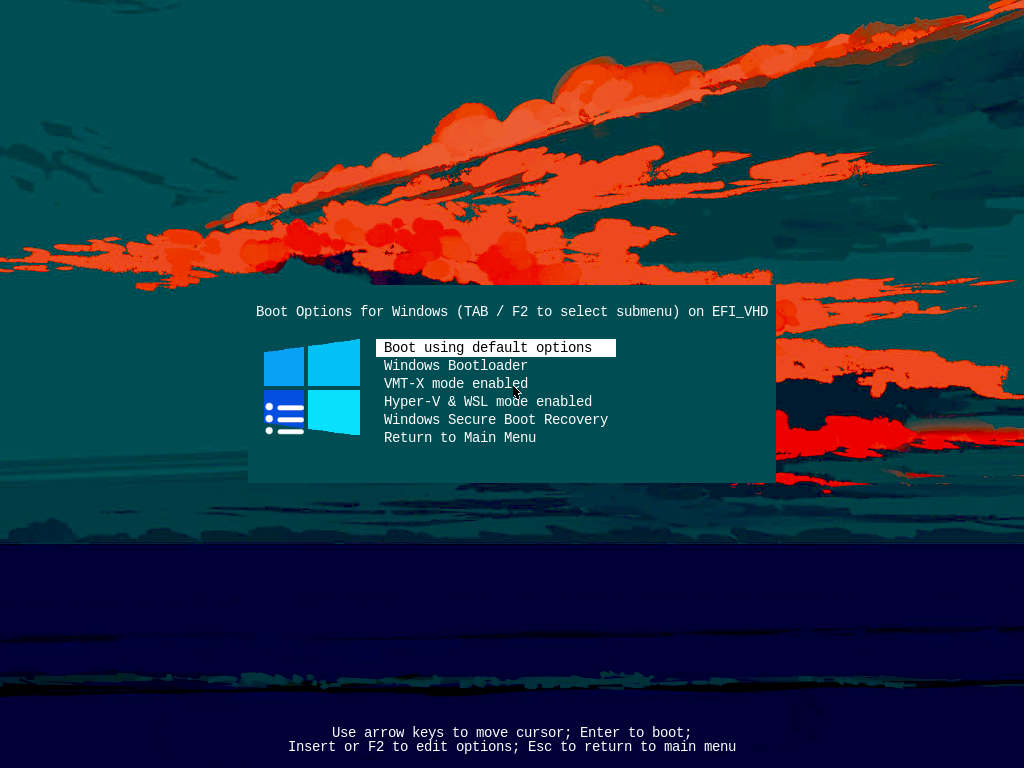 Boot Options for Windows (TAB / F2 to select submenu) on EFI_VHD
Boot using default options
Windows Bootloader
VMT-X mode enabled
Hyper-V & WSL mode enabled
Windows Secure Boot Recovery
Return to Main Menu
Use arrow keys to move cursor; Enter to boot;
Insert or F2 to edit options; Esc to return to main menu